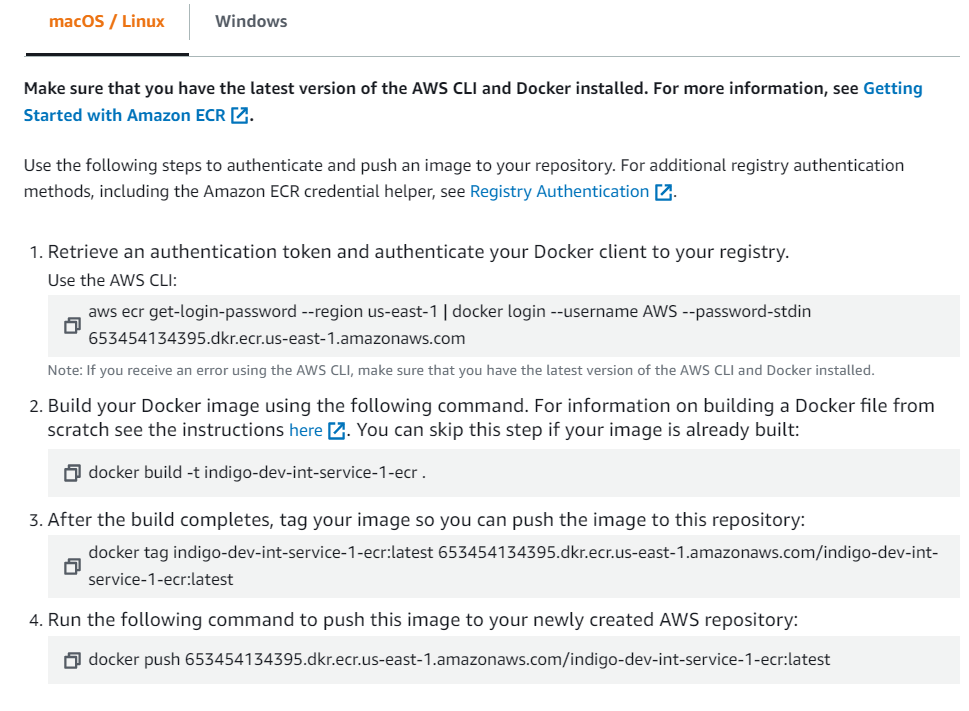 macOS / Linux
Windows
Make sure that you have the latest version of the AWS CLI and Docker installed. For more information, see Getting
Started with Amazon ECR.
Use the following steps to authenticate and push an image to your repository. For additional registry authentication
methods, including the Amazon ECR credential helper, see Registry Authentication.
1. Retrieve an authentication token and authenticate your Docker client to your registry.
Use the AWS CLI:
aws ecr get-login-password --region us-east-1 | docker login --username AWS --password-stdin
653454134395.dkr.ecr.us-east-1.amazonaws.com
Note: If you receive an error using the AWS CLI, make sure that you have the latest version of the AWS CLI and Docker installed.
2. Build your Docker image using the following command. For information on building a Docker file from
scratch see the instructions here. You can skip this step if your image is already built:
docker build -t indigo-dev-int-service-1-ecr .
3. After the build completes, tag your image so you can push the image to this repository:
docker tag indigo-dev-int-service-1-ecr:latest 653454134395.dkr.ecr.us-east-1.amazonaws.com/indigo-dev-int-
service-1-ecr:latest
4. Run the following command to push this image to your newly created AWS repository:
docker push 653454134395.dkr.ecr.us-east-1.amazonaws.com/indigo-dev-int-service-1-ecr:latest